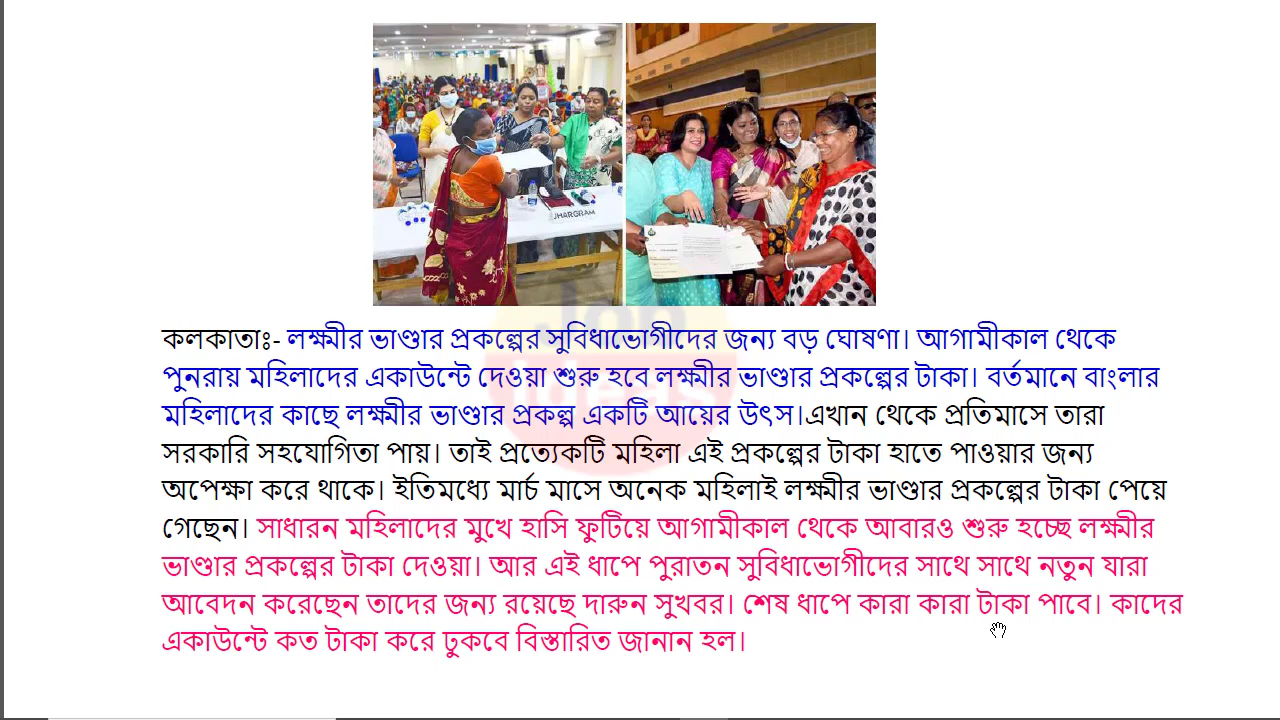 JHARGRAM
কলকাতাঃ- লক্ষ্মীর ভাণ্ডার প্রকল্পের সুবিধাভোগীদের জন্য বড় ঘোষণা। আগামীকাল থেকে
পুনরায় মহিলাদের একাউন্টে দেওয়া শুরু হবে লক্ষ্মীর ভাণ্ডার প্রকল্পের টাকা। বর্তমানে বাংলার
মহিলাদের কাছে লক্ষ্মীর ভাণ্ডার প্রকল্প একটি আয়ের উৎস।এখান থেকে প্রতিমাসে তারা
সরকারি সহযোগিতা পায়। তাই প্রত্যেকটি মহিলা এই প্রকল্পের টাকা হাতে পাওয়ার জন্য
অপেক্ষা করে থাকে। ইতিমধ্যে মার্চ মাসে অনেক মহিলাই লক্ষ্মীর ভাণ্ডার প্রকল্পের টাকা পেয়ে
গেছেন। সাধারন মহিলাদের মুখে হাসি ফুটিয়ে আগামীকাল থেকে আবারও শুরু হচ্ছে লক্ষ্মীর
ভাণ্ডার প্রকল্পের টাকা দেওয়া। আর এই ধাপে পুরাতন সুবিধাভোগীদের সাথে সাথে নতুন যারা
আবেদন করেছেন তাদের জন্য রয়েছে দারুন সুখবর। শেষ ধাপে কারা কারা টাকা পাবে। কাদের
একাউন্টে কত টাকা করে ঢুকবে বিস্তারিত জানান হল।